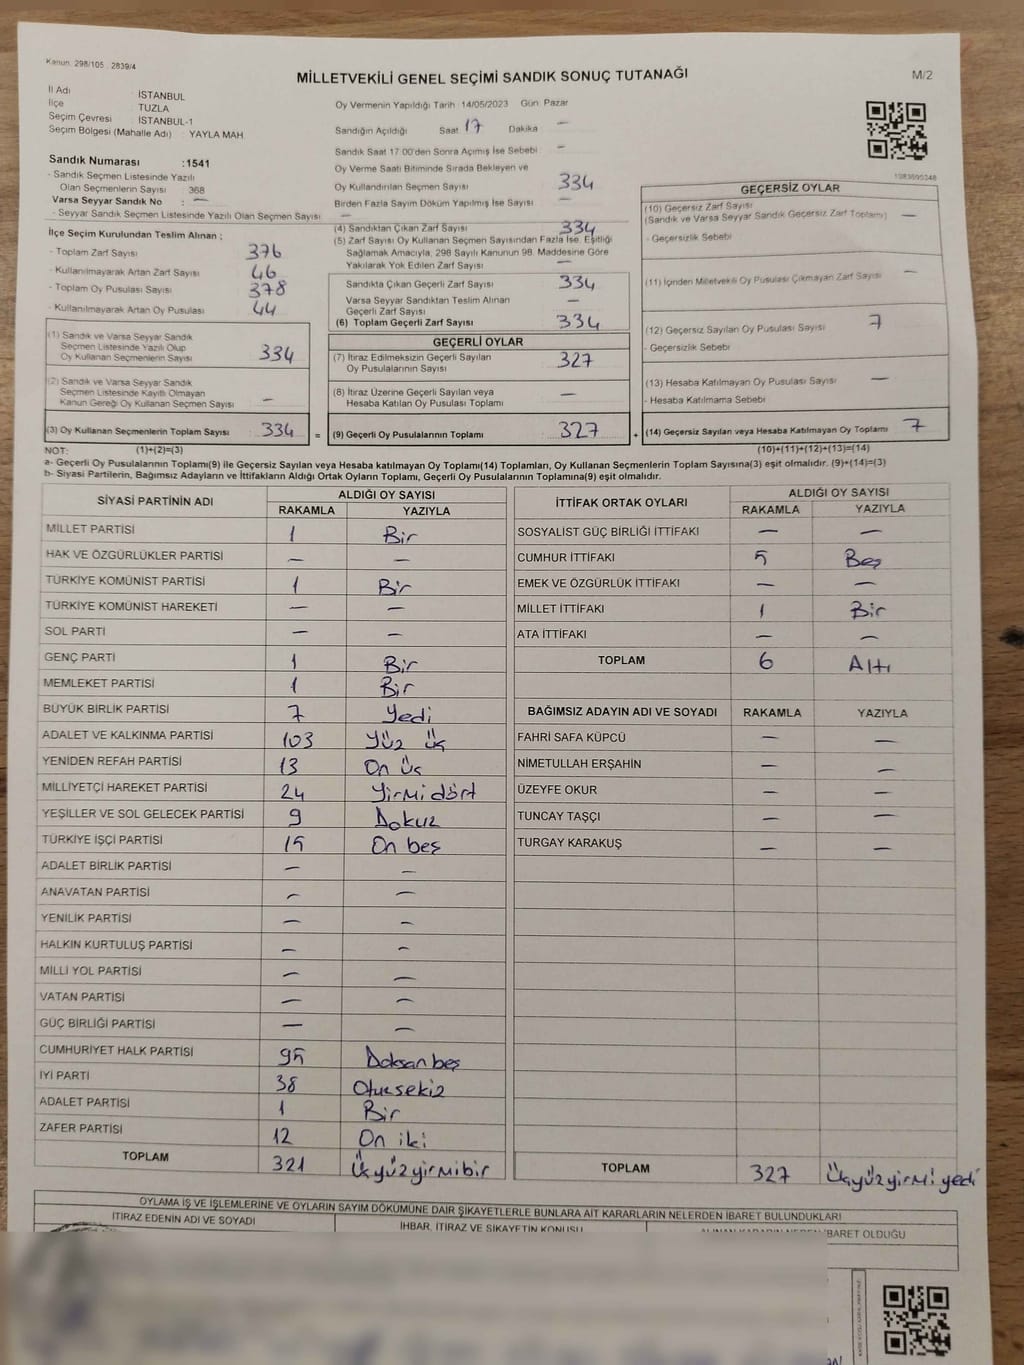 Kanun: 298/105 . 2839/4
MİLLETVEKİLİ GENEL SEÇİMİ SANDIK SONUÇ TUTANAĞI
M/2
İl Adı : İSTANBUL
İlçe TUZLA
Seçim Çevresi : İSTANBUL-1
Seçim Bölgesi (Mahalle Adı) : YAYLA MAH.
Sandık Numarası :1541
- Sandık Seçmen Listesinde Yazılı
Olan Seçmenlerin Sayısı : 368
Varsa Seyyar Sandık No : —
- Seyyar Sandık Seçmen Listesinde Yazılı Olan Seçmen Sayısı : —
İlçe Seçim Kurulundan Teslim Alınan ;
- Toplam Zarf Sayısı 376
- Kullanılmayarak Artan Zarf Sayısı 46
- Toplam Oy Pusulası Sayısı 378
- Kullanılmayarak Artan Oy Pusulası 44
Oy Vermenin Yapıldığı Tarih :14/05/2023 Gün: Pazar
Sandığın Açıldığı Saat 17 Dakika —
Sandık Saat 17:00'den Sonra Açmış İse Sebebi : —
Oy Verme Saati Bitiminde Sırada Bekleyen ve
Oy Kullandırılan Seçmen Sayısı 334
Birden Fazla Sayım Döküm Yapılmış İse Sayısı —
(4) Sandıktan Çıkan Zarf Sayısı 334
(5) Zarf Sayısı Oy Kullanan Seçmen Sayısından Fazla İse, Eşitliği
Sağlamak Amacıyla, 298 Sayılı Kanunun 98. Maddesine Göre
Yakılarak Yok Edilen Zarf Sayısı —
Sandıkta Çıkan Geçerli Zarf Sayısı 334
Varsa Seyyar Sandıktan Teslim Alınan
Geçerli Zarf Sayısı —
(6) Toplam Geçerli Zarf Sayısı 334
1983695348
GEÇERSİZ OYLAR
(10) Geçersiz Zarf Sayısı —
(Sandık ve Varsa Seyyar Sandık Geçersiz Zarf Toplamı)
- Geçersizlik Sebebi
(11) İçinden Milletvekili Oy Pusulası Çıkmayan Zarf Sayısı —
(12) Geçersiz Sayılan Oy Pusulası Sayısı 7
- Geçersizlik Sebebi
(13) Hesaba Katılmayan Oy Pusulası Sayısı —
- Hesaba Katılmama Sebebi
(14) Geçersiz Sayılan veya Hesaba Katılmayan Oy Toplamı 7
(1) Sandık ve Varsa Seyyar Sandık
Seçmen Listesinde Yazılı Olup
Oy Kullanan Seçmenlerin Sayısı 334
(2) Sandık ve Varsa Seyyar Sandık
Seçmen Listesinde Kayıtlı Olmayan
Kanun Gereği Oy Kullanan Seçmen Sayısı —
(3) Oy Kullanan Seçmenlerin Toplam Sayısı 334 =
GEÇERLİ OYLAR
(7) İtiraz Edilmeksizin Geçerli Sayılan
Oy Pusulalarının Sayısı 327
(8) İtiraz Üzerine Geçerli Sayılan veya
Hesaba Katılan Oy Pusulası Toplamı —
(9) Geçerli Oy Pusulalarının Toplamı 327 +
NOT: (1)+(2)=(3) (10)+(11)+(12)+(13)=(14)
a- Geçerli Oy Pusulalarının Toplamı(9) ile Geçersiz Sayılan veya Hesaba katılmayan Oy Toplamı(14) Toplamları, Oy Kullanan Seçmenlerin Toplam Sayısına(3) eşit olmalıdır. (9)+(14)=(3)
b- Siyasi Partilerin, Bağımsız Adayların ve İttifakların Aldığı Ortak Oyların Toplamı, Geçerli Oy Pusulalarının Toplamına(9) eşit olmalıdır.
SİYASİ PARTİNİN ADI ALDIĞI OY SAYISI
RAKAMLA YAZIYLA
MİLLET PARTİSİ 1 Bir
HAK VE ÖZGÜRLÜKLER PARTİSİ — —
TÜRKİYE KOMÜNİST PARTİSİ 1 Bir
TÜRKİYE KOMÜNİST HAREKETİ — —
SOL PARTİ — —
GENÇ PARTİ 1 Bir
MEMLEKET PARTİSİ 1 Bir
BÜYÜK BİRLİK PARTİSİ 7 Yedi
ADALET VE KALKINMA PARTİSİ 103 Yüz üç
YENİDEN REFAH PARTİSİ 13 On üç
MİLLİYETÇİ HAREKET PARTİSİ 24 Yirmi dört
YEŞİLLER VE SOL GELECEK PARTİSİ 9 Dokuz
TÜRKİYE İŞÇİ PARTİSİ 15 On beş
ADALET BİRLİK PARTİSİ — —
ANAVATAN PARTİSİ — —
YENİLİK PARTİSİ — —
HALKIN KURTULUŞ PARTİSİ — —
MİLLİ YOL PARTİSİ — —
VATAN PARTİSİ — —
GÜÇ BİRLİĞİ PARTİSİ — —
CUMHURİYET HALK PARTİSİ 95 Doksan beş
İYİ PARTİ 38 Otuz sekiz
ADALET PARTİSİ 1 Bir
ZAFER PARTİSİ 12 On iki
TOPLAM 321 Üçyüzyirmibir
İTTİFAK ORTAK OYLARI ALDIĞI OY SAYISI
RAKAMLA YAZIYLA
SOSYALİST GÜÇ BİRLİĞİ İTTİFAKI — —
CUMHUR İTTİFAKI 5 Beş
EMEK VE ÖZGÜRLÜK İTTİFAKI — —
MİLLET İTTİFAKI 1 Bir
ATA İTTİFAKI — —
TOPLAM 6 Altı
BAĞIMSIZ ADAYIN ADI VE SOYADI RAKAMLA YAZIYLA
FAHRİ SAFA KÜPCÜ — —
NİMETULLAH ERŞAHİN — —
ÜZEYFE OKUR — —
TUNCAY TAŞÇI — —
TURGAY KARAKUŞ — —
TOPLAM 327 Üçyüzyirmi yedi
OYLAMA İŞ VE İŞLEMLERİNE VE OYLARIN SAYIM DÖKÜMÜNE DAİR ŞİKAYETLERLE BUNLARA AİT KARARLARIN NELERDEN İBARET BULUNDUKLARI
İTİRAZ EDENİN ADI VE SOYADI
İHBAR, İTİRAZ VE ŞİKAYETİN KONUSU
İBARET OLDUĞU